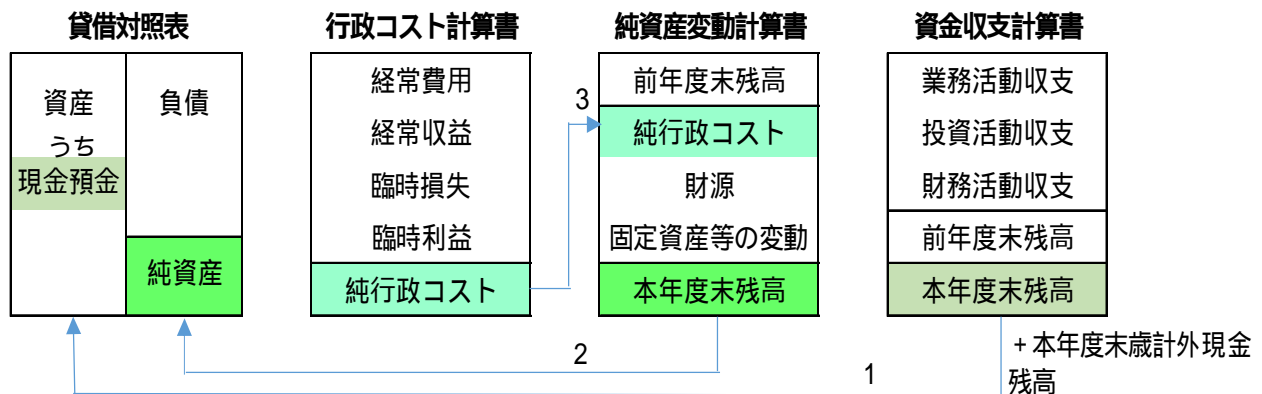 貸借対照表
資産
うち
現金預金
負債
純資産
行政コスト計算書
経常費用
経常収益
臨時損失
臨時利益
純行政コスト
3
純資産変動計算書
前年度末残高
純行政コスト
財源
固定資産等の変動
本年度末残高
資金収支計算書
業務活動収支
投資活動収支
財務活動収支
前年度末残高
本年度末残高
2
1
+本年度末歳計外現金
残高